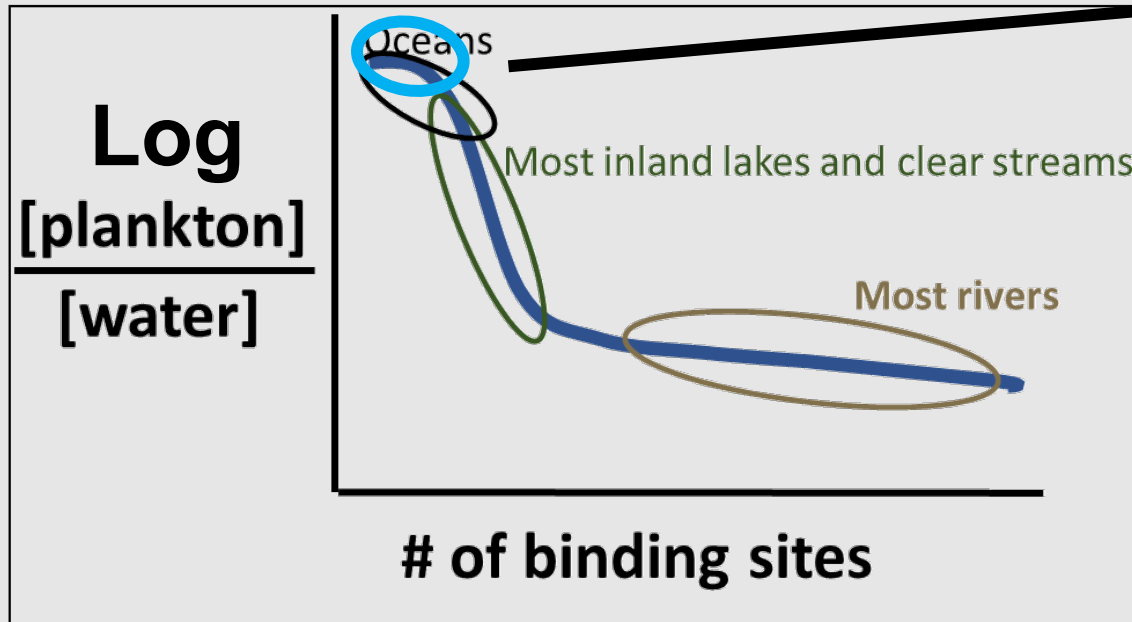 Oceans
Log
[plankton]
[water]
Most inland lakes and clear streams
Most rivers
# of binding sites